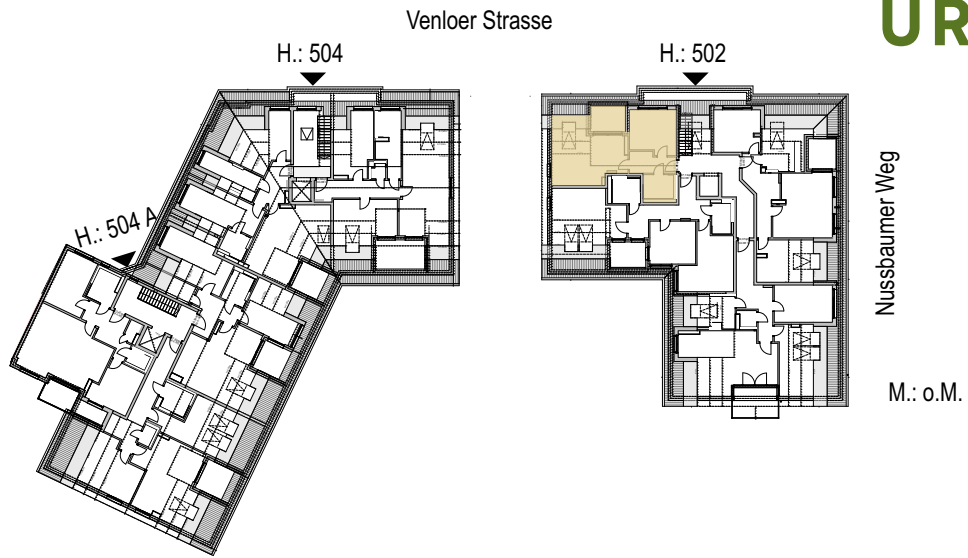 Venloer Strasse
UR
H.: 504
H.: 502
H.: 504 A
Nussbaumer Weg
M.: o.M.